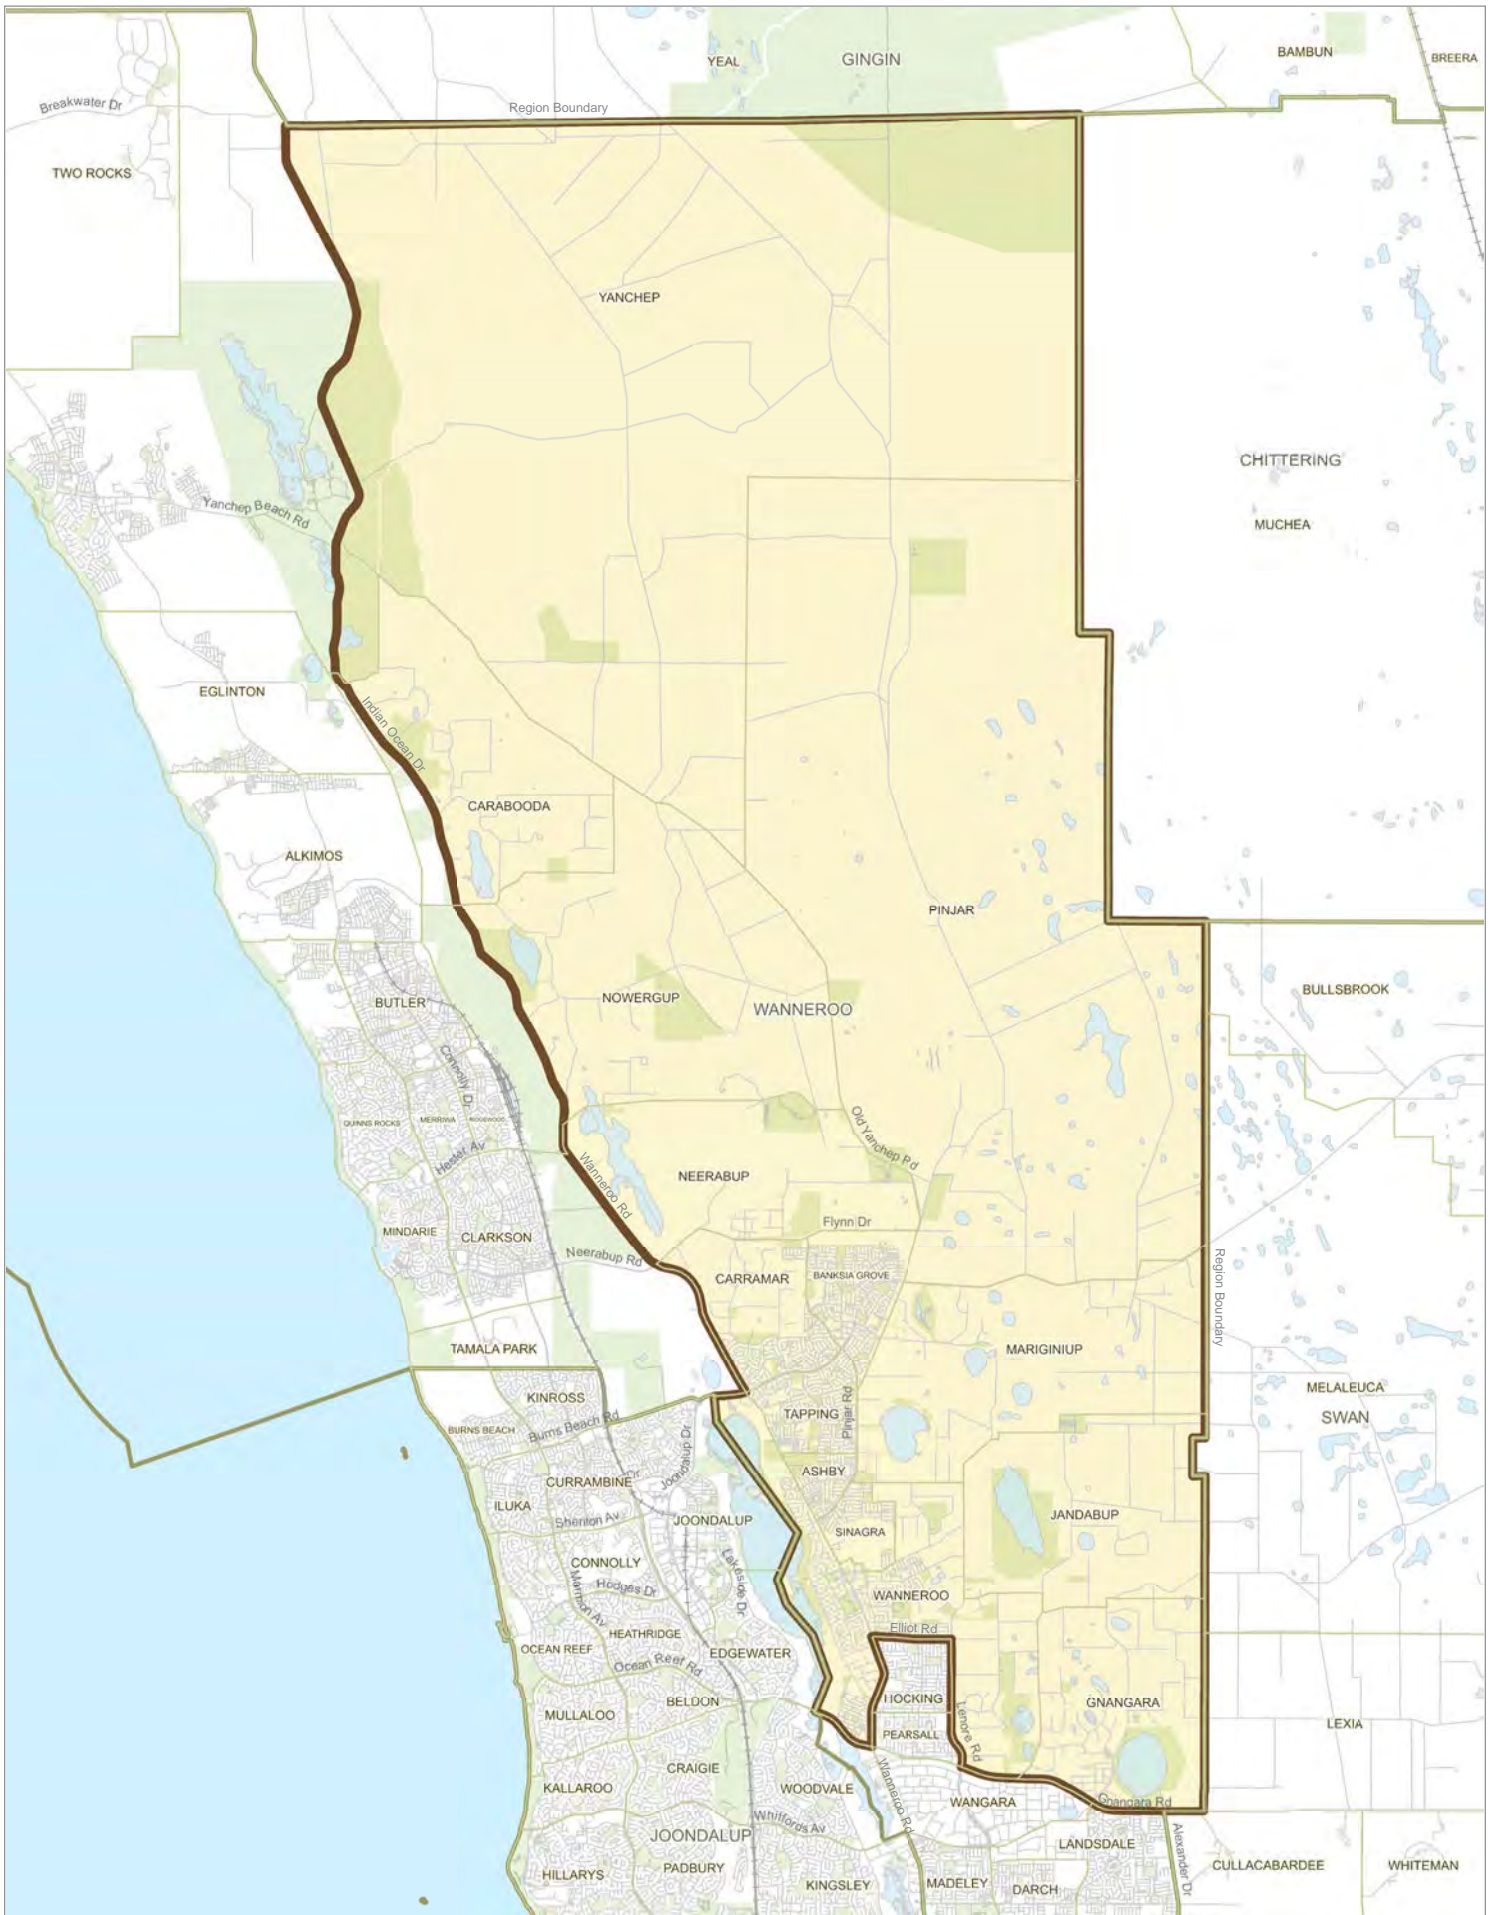 YEAL
GINGIN
BAMBUN
BREERA
Breakwater Dr
Region Boundary
TWO ROCKS
YANCHEP
CHITTERING
Yanchep Beach Rd
MUCHEA
EGLINTON
Indian Ocean Dr
CARABOODA
ALKIMOS
PINJAR
BULLSBROOK
BUTLER
NOWERGUP
WANNEROO
Connolly Dr
QUINNS ROCKS
MERRIWA
RIDGEWOOD
Hester Av
Old Yanchep Rd
Wanneroo Rd
NEERABUP
MINDARIE
CLARKSON
Flynn Dr
Neerabup Rd
CARRAMAR
BANKSIA GROVE
Region Boundary
TAMALA PARK
MARIGINIUP
KINROSS
MELALEUCA
BURNS BEACH
Burns Beach Rd
TAPPING
Pinjar Rd
SWAN
Joondalup Dr
CURRAMBINE
Dr
ASHBY
ILUKA
Shenton Av
JOONDALUP
SINAGRA
JANDABUP
CONNOLLY
Hodges Dr
Marmion Av
Lakeside Dr
WANNEROO
Elliot Rd
HEATHRIDGE
OCEAN REEF
EDGEWATER
Ocean Reef Rd
BELDON
HOCKING
GNANGARA
MULLALOO
PEARSALL
Lenore Rd
LEXIA
CRAIGIE
KALLAROO
WOODVALE
Wanneroo Rd
WANGARA
Gnangara Rd
Whitfords Av
JOONDALUP
LANDSDALE
Alexander Dr
HILLARYS
PADBURY
KINGSLEY
MADELEY
DARCH
CULLACABARDEE
WHITEMAN